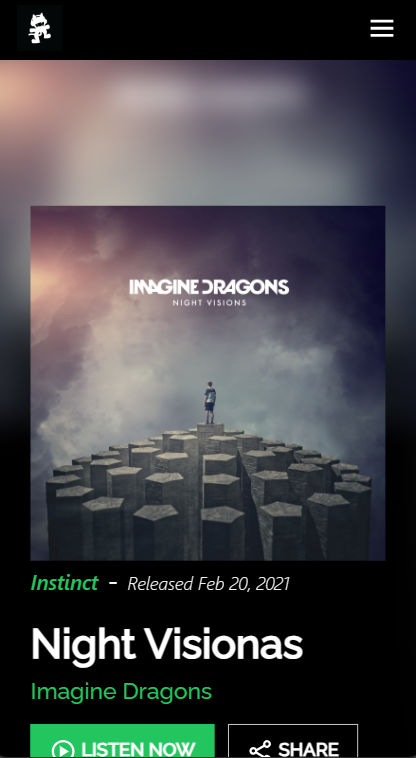 IMAGINE DRAGONS
NIGHT VISIONS
Instinct - Released Feb 20, 2021
Night Visionas
Imagine Dragons
LISTEN NOW
SHARE